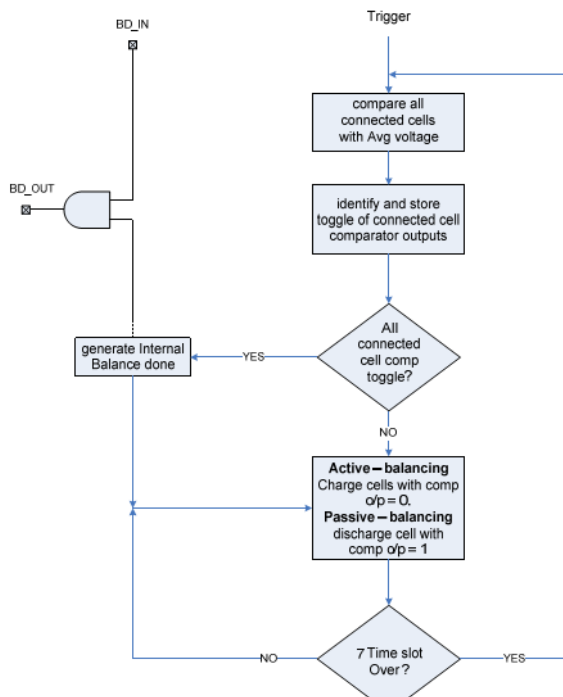 BD_IN
Trigger
compare all
connected cells
with Avg voltage
BD_OUT
identify and store
toggle of connected cell
comparator outputs
All
connected
cell comp
toggle?
YES
generate Internal
Balance done
NO
Active–balancing
Charge cells with comp
o/p=0.
Passive–balancing
discharge cell with
comp o/p=1
7 Time slot
Over?
NO
YES